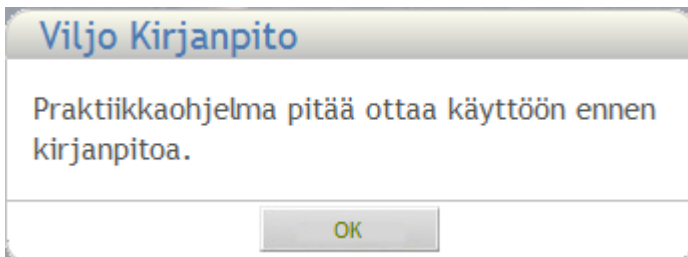 Viljo Kirjanpito
Praktiikkaohjelma pitää ottaa käyttöön ennen
kirjanpitoa.
OK